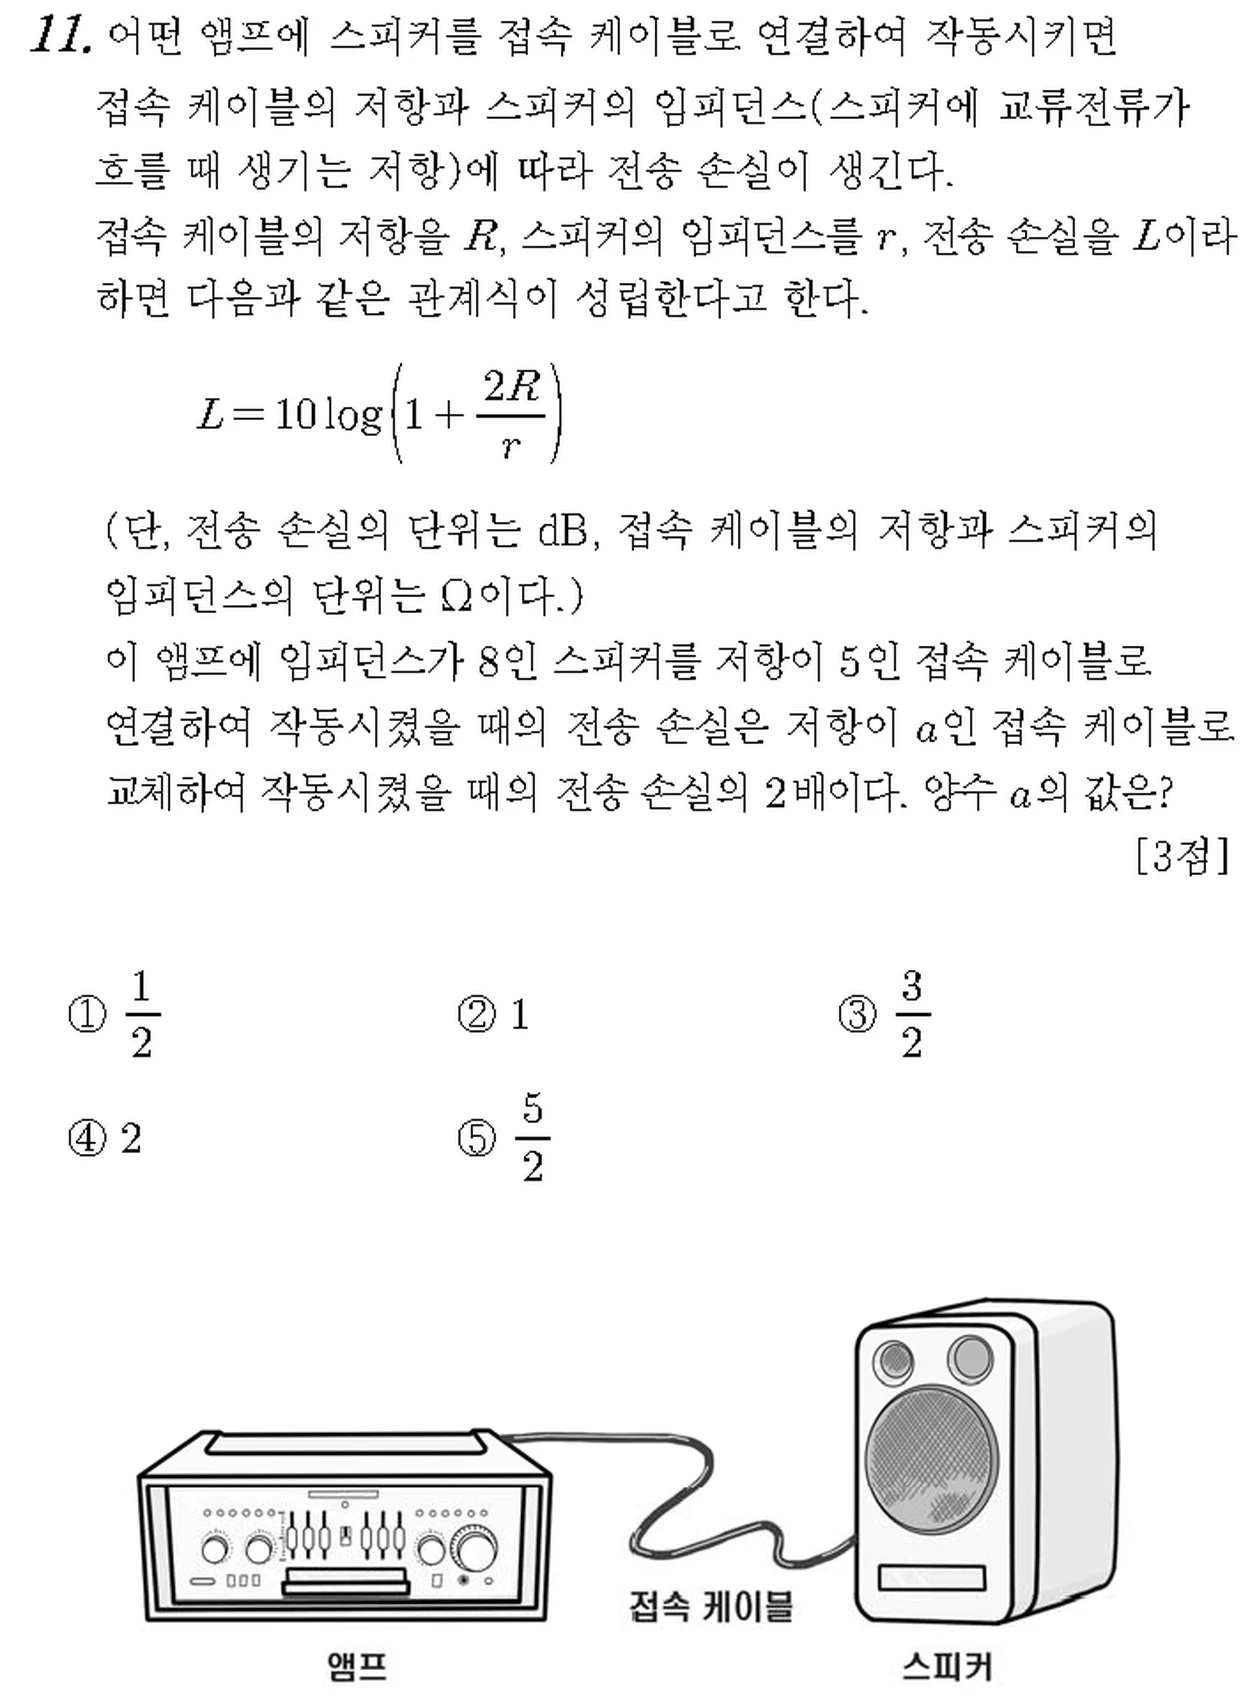 11. 어떤 앰프에 스피커를 접속 케이블로 연결하여 작동시키면
접속 케이블의 저항과 스피커의 임피던스(스피커에 교류전류가
흐를 때 생기는 저항)에 따라 전송 손실이 생긴다.
접속 케이블의 저항을 R, 스피커의 임피던스를 r, 전송 손실을 L이라
하면 다음과 같은 관계식이 성립한다고 한다.
L = 10 log(1 + 2R/r)
(단, 전송 손실의 단위는 dB, 접속 케이블의 저항과 스피커의
임피던스의 단위는 Ω이다.)
이 앰프에 임피던스가 8인 스피커를 저항이 5인 접속 케이블로
연결하여 작동시켰을 때의 전송 손실은 저항이 a인 접속 케이블로
교체하여 작동시켰을 때의 전송 손실의 2배이다. 양수 a의 값은?
[3점]
① 1/2 ② 1 ③ 3/2
④ 2 ⑤ 5/2
접속 케이블
앰프 스피커